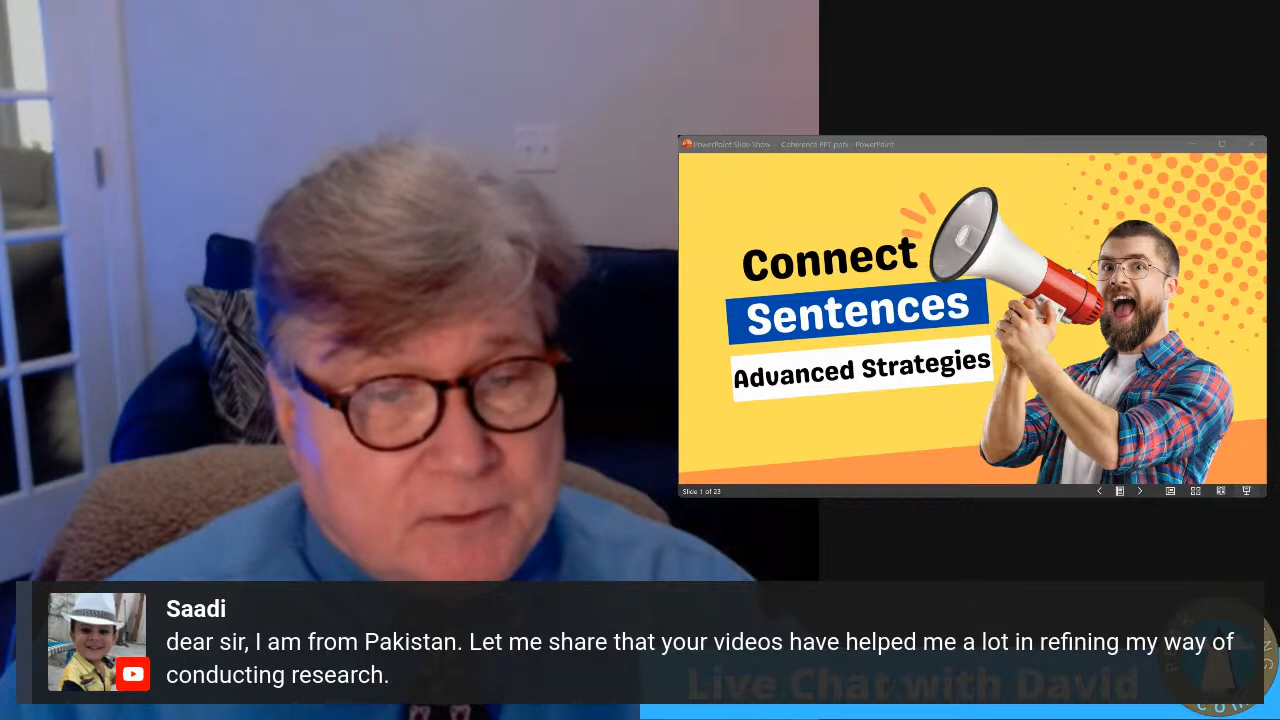 PowerPoint Slide Show - Coherence PPT.pptx - PowerPoint
Connect
Sentences
Advanced Strategies
Slide 1 of 23
Saadi
dear sir, I am from Pakistan. Let me share that your videos have helped me a lot in refining my way of
conducting research.
Live Chat with David